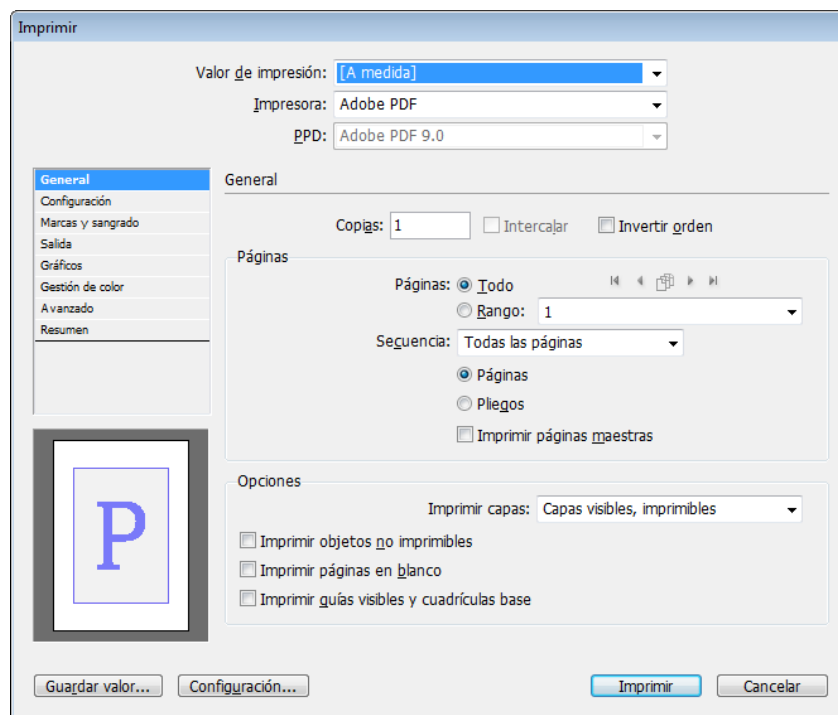 Imprimir
Valor de impresión: [A medida]
Impresora: Adobe PDF
PPD: Adobe PDF 9.0
General
Configuración
Marcas y sangrado
Salida
Gráficos
Gestión de color
Avanzado
Resumen
General
Copias: 1 Intercalar Invertir orden
Páginas
Páginas: Todo
Rango: 1
Secuencia: Todas las páginas
Páginas
Pliegos
Imprimir páginas maestras
Opciones
Imprimir capas: Capas visibles, imprimibles
Imprimir objetos no imprimibles
Imprimir páginas en blanco
Imprimir guías visibles y cuadrículas base
P
Guardar valor... Configuración... Imprimir Cancelar